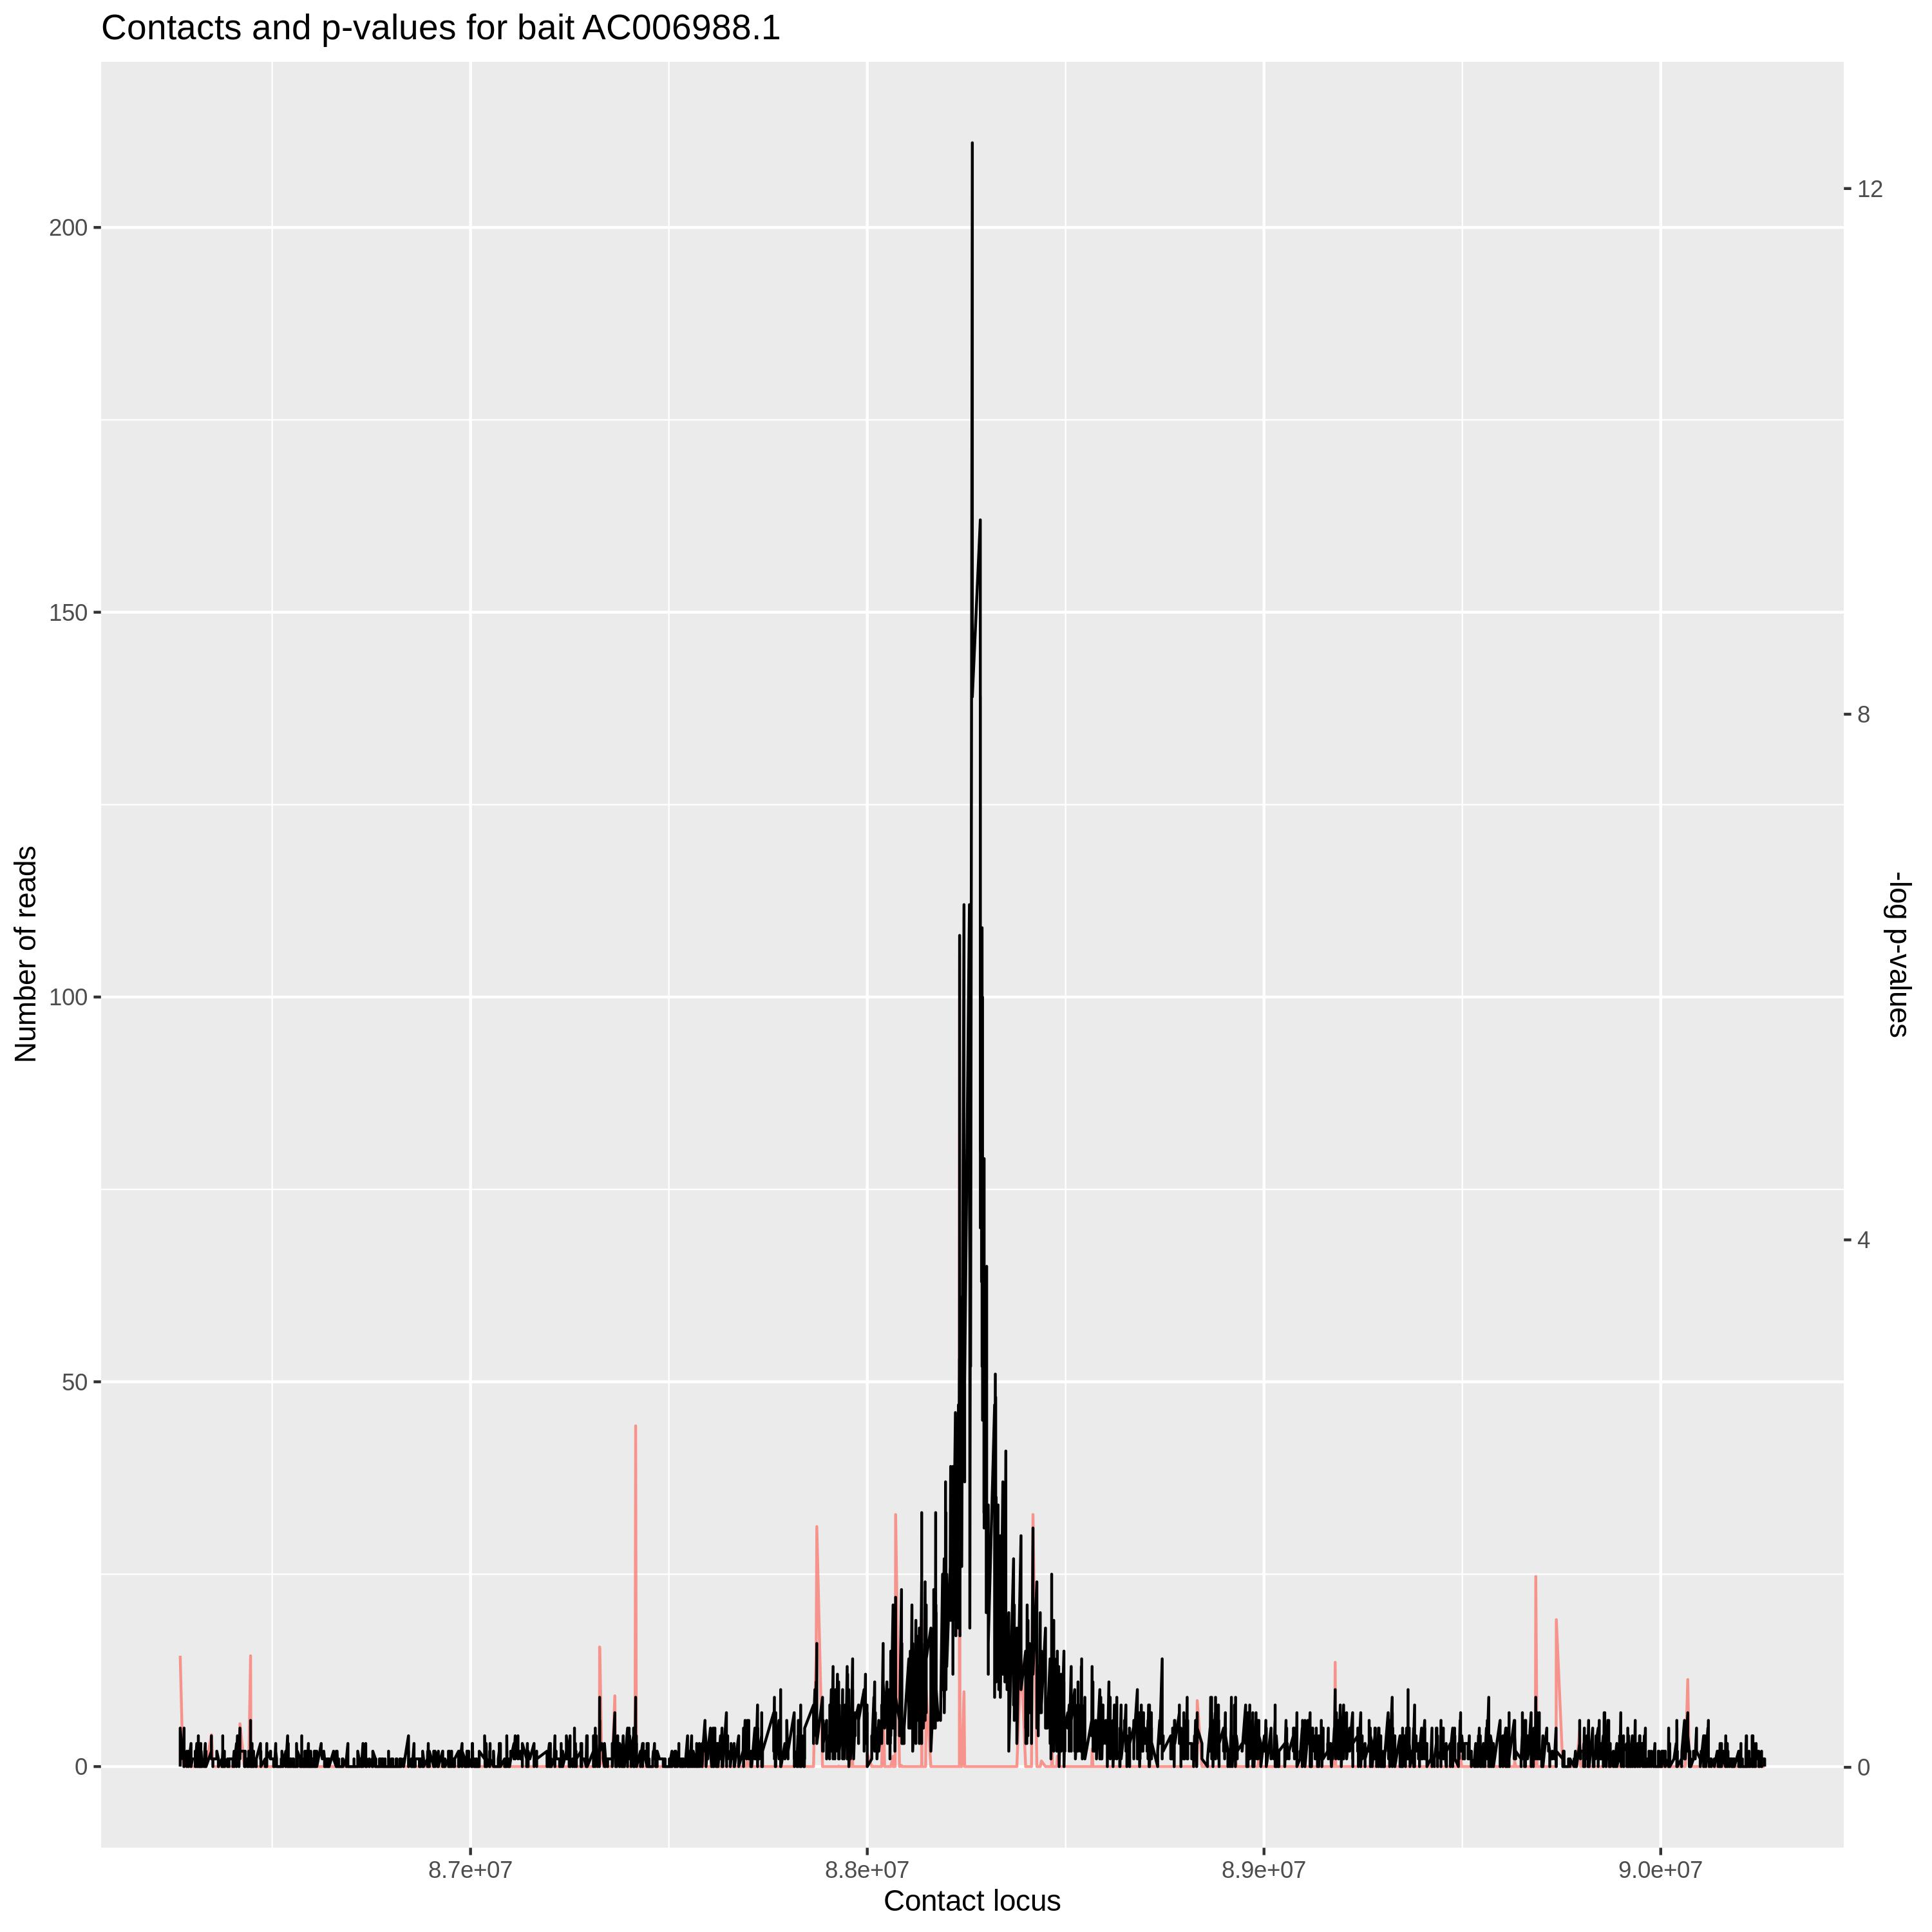 Contacts and p-values for bait AC006988.1
200
150
100
50
0
12
8
4
0
Number of reads
-log p-values
8.7e+07
8.8e+07
8.9e+07
9.0e+07
Contact locus